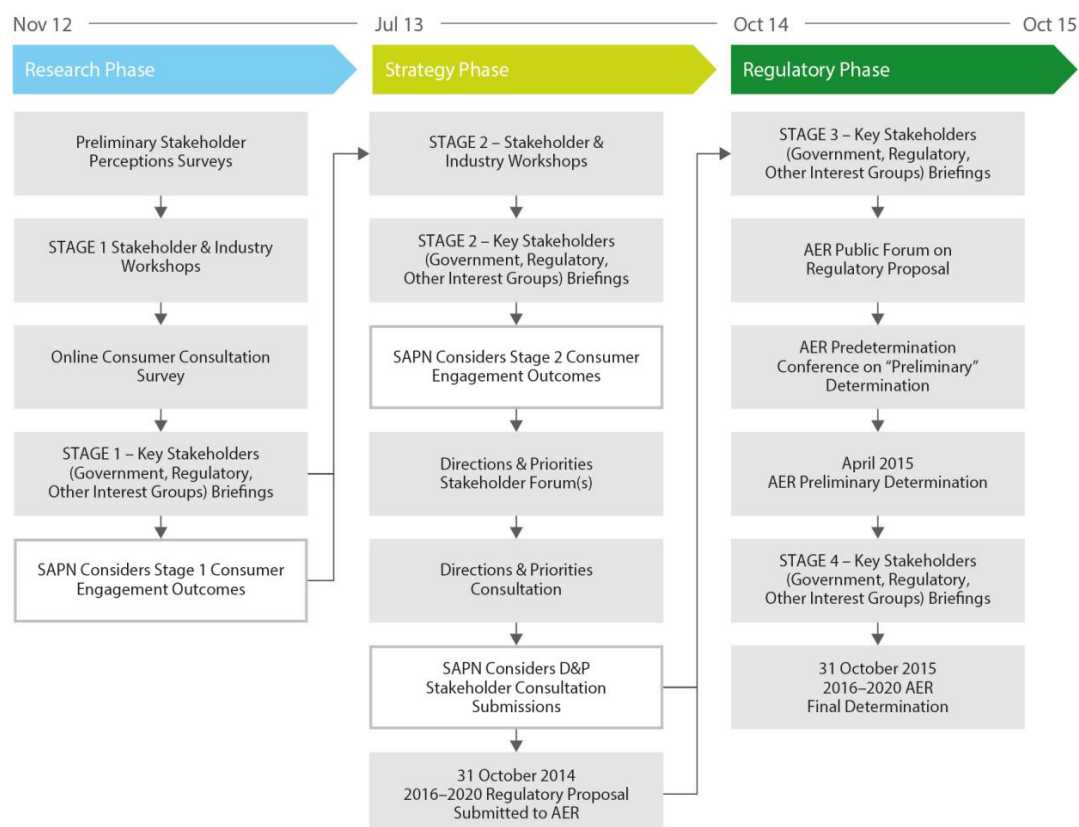 Nov 12
Jul 13
Oct 14
Oct 15
Research Phase
Strategy Phase
Regulatory Phase
Preliminary Stakeholder
Perceptions Surveys
STAGE 1 Stakeholder & Industry
Workshops
Online Consumer Consultation
Survey
STAGE 1 – Key Stakeholders
(Government, Regulatory,
Other Interest Groups) Briefings
SAPN Considers Stage 1 Consumer
Engagement Outcomes
STAGE 2 – Stakeholder &
Industry Workshops
STAGE 2 – Key Stakeholders
(Government, Regulatory,
Other Interest Groups) Briefings
SAPN Considers Stage 2 Consumer
Engagement Outcomes
Directions & Priorities
Stakeholder Forum(s)
Directions & Priorities
Consultation
SAPN Considers D&P
Stakeholder Consultation
Submissions
31 October 2014
2016–2020 Regulatory Proposal
Submitted to AER
STAGE 3 – Key Stakeholders
(Government, Regulatory,
Other Interest Groups) Briefings
AER Public Forum on
Regulatory Proposal
AER Predetermination
Conference on “Preliminary”
Determination
April 2015
AER Preliminary Determination
STAGE 4 – Key Stakeholders
(Government, Regulatory,
Other Interest Groups) Briefings
31 October 2015
2016–2020 AER
Final Determination